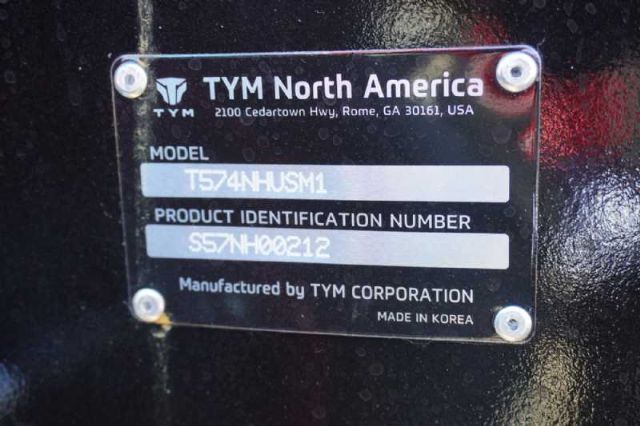 TYM North America
TYM
2100 Cedartown Hwy, Rome, GA 30161, USA
MODEL
T574NHUSM1
PRODUCT IDENTIFICATION NUMBER
S57NH00212
Manufactured by TYM CORPORATION
MADE IN KOREA